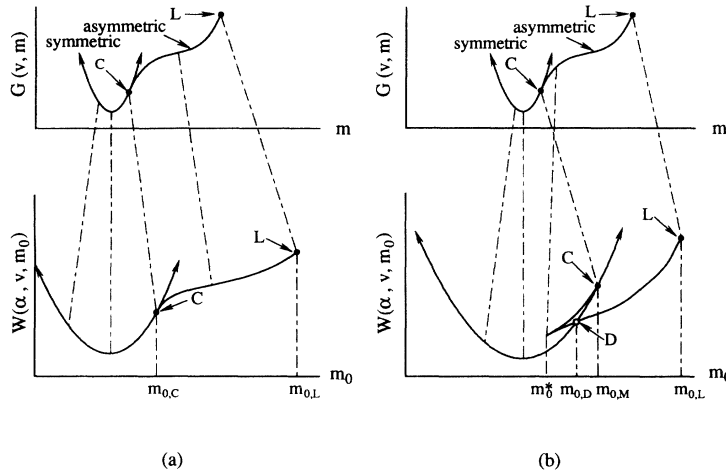 G (v, m)
L
asymmetric
symmetric
C
m
W(α , v, m₀)
L
C
m₀
m₀,C
m₀,L
(a)
G (v, m)
L
asymmetric
symmetric
C
m
W(α , v, m₀)
L
C
D
m₀
m₀*
m₀,D
m₀,M
m₀,L
(b)